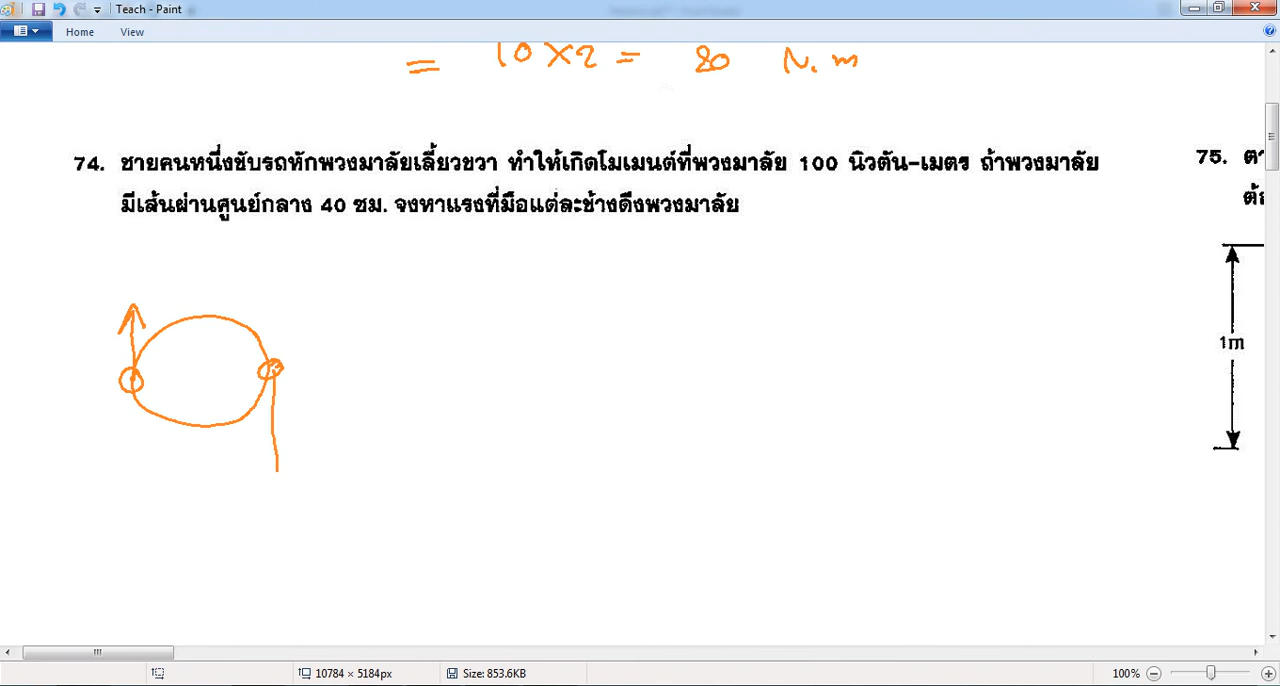 Teach - Paint
Home View
= 10 X 2 = 20 N. m
74. ชายคนหนึ่งขับรถหักพวงมาลัยเลี้ยวขวา ทำให้เกิดโมเมนต์ที่พวงมาลัย 100 นิวตัน-เมตร ถ้าพวงมาลัย
มีเส้นผ่านศูนย์กลาง 40 ซม. จงหาแรงที่มือแต่ละข้างดึงพวงมาลัย
75.
1m
10784 × 5184px Size: 853.6KB 100%